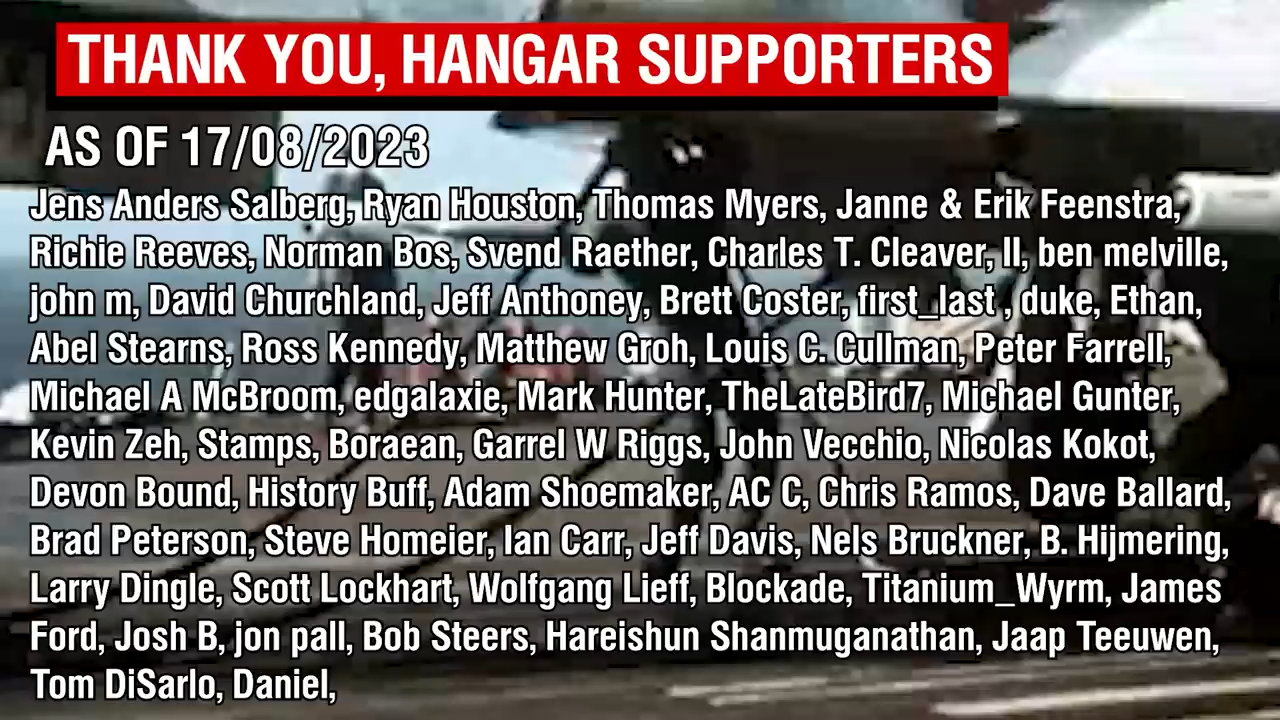 THANK YOU, HANGAR SUPPORTERS
AS OF 17/08/2023
Jens Anders Salberg, Ryan Houston, Thomas Myers, Janne & Erik Feenstra,
Richie Reeves, Norman Bos, Svend Raether, Charles T. Cleaver, II, ben melville,
john m, David Churchland, Jeff Anthoney, Brett Coster, first_last , duke, Ethan,
Abel Stearns, Ross Kennedy, Matthew Groh, Louis C. Cullman, Peter Farrell,
Michael A McBroom, edgalaxie, Mark Hunter, TheLateBird7, Michael Gunter,
Kevin Zeh, Stamps, Boraean, Garrel W Riggs, John Vecchio, Nicolas Kokot,
Devon Bound, History Buff, Adam Shoemaker, AC C, Chris Ramos, Dave Ballard,
Brad Peterson, Steve Homeier, Ian Carr, Jeff Davis, Nels Bruckner, B. Hijmering,
Larry Dingle, Scott Lockhart, Wolfgang Lieff, Blockade, Titanium_Wyrm, James
Ford, Josh B, jon pall, Bob Steers, Hareishun Shanmuganathan, Jaap Teeuwen,
Tom DiSarlo, Daniel,